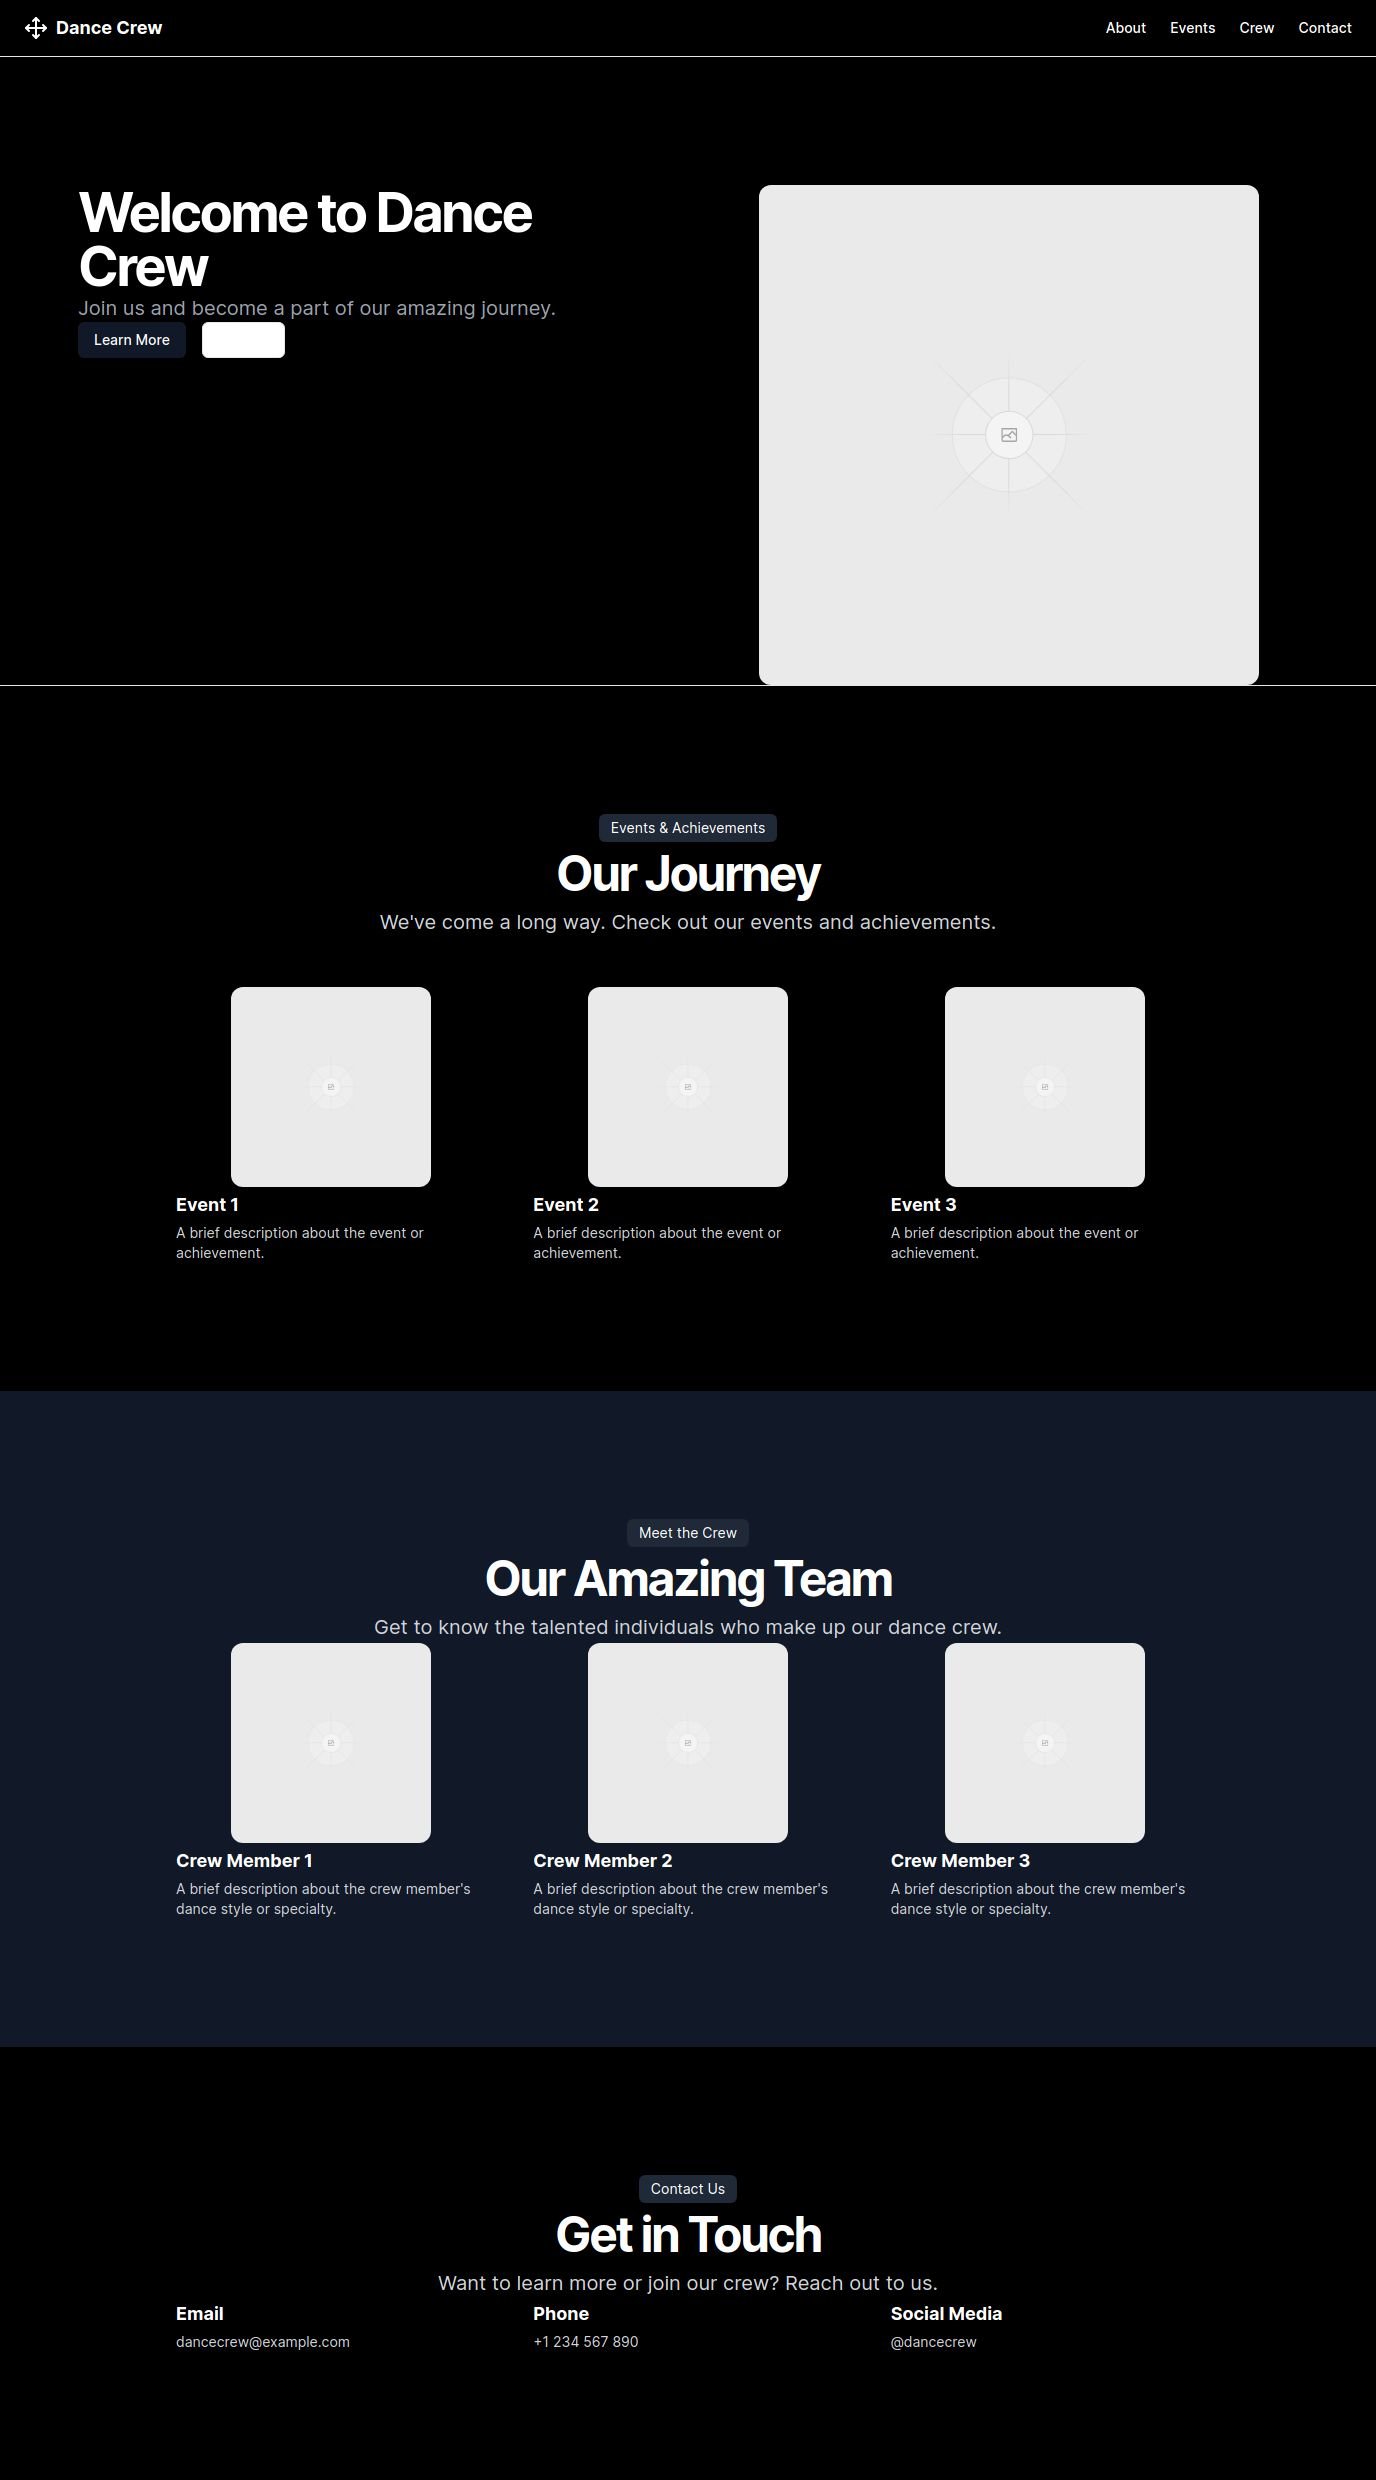 Dance Crew
About Events Crew Contact
Welcome to Dance
Crew
Join us and become a part of our amazing journey.
Learn More
Events & Achievements
Our Journey
We've come a long way. Check out our events and achievements.
Event 1
A brief description about the event or
achievement.
Event 2
A brief description about the event or
achievement.
Event 3
A brief description about the event or
achievement.
Meet the Crew
Our Amazing Team
Get to know the talented individuals who make up our dance crew.
Crew Member 1
A brief description about the crew member's
dance style or specialty.
Crew Member 2
A brief description about the crew member's
dance style or specialty.
Crew Member 3
A brief description about the crew member's
dance style or specialty.
Contact Us
Get in Touch
Want to learn more or join our crew? Reach out to us.
Email
dancecrew@example.com
Phone
+1 234 567 890
Social Media
@dancecrew